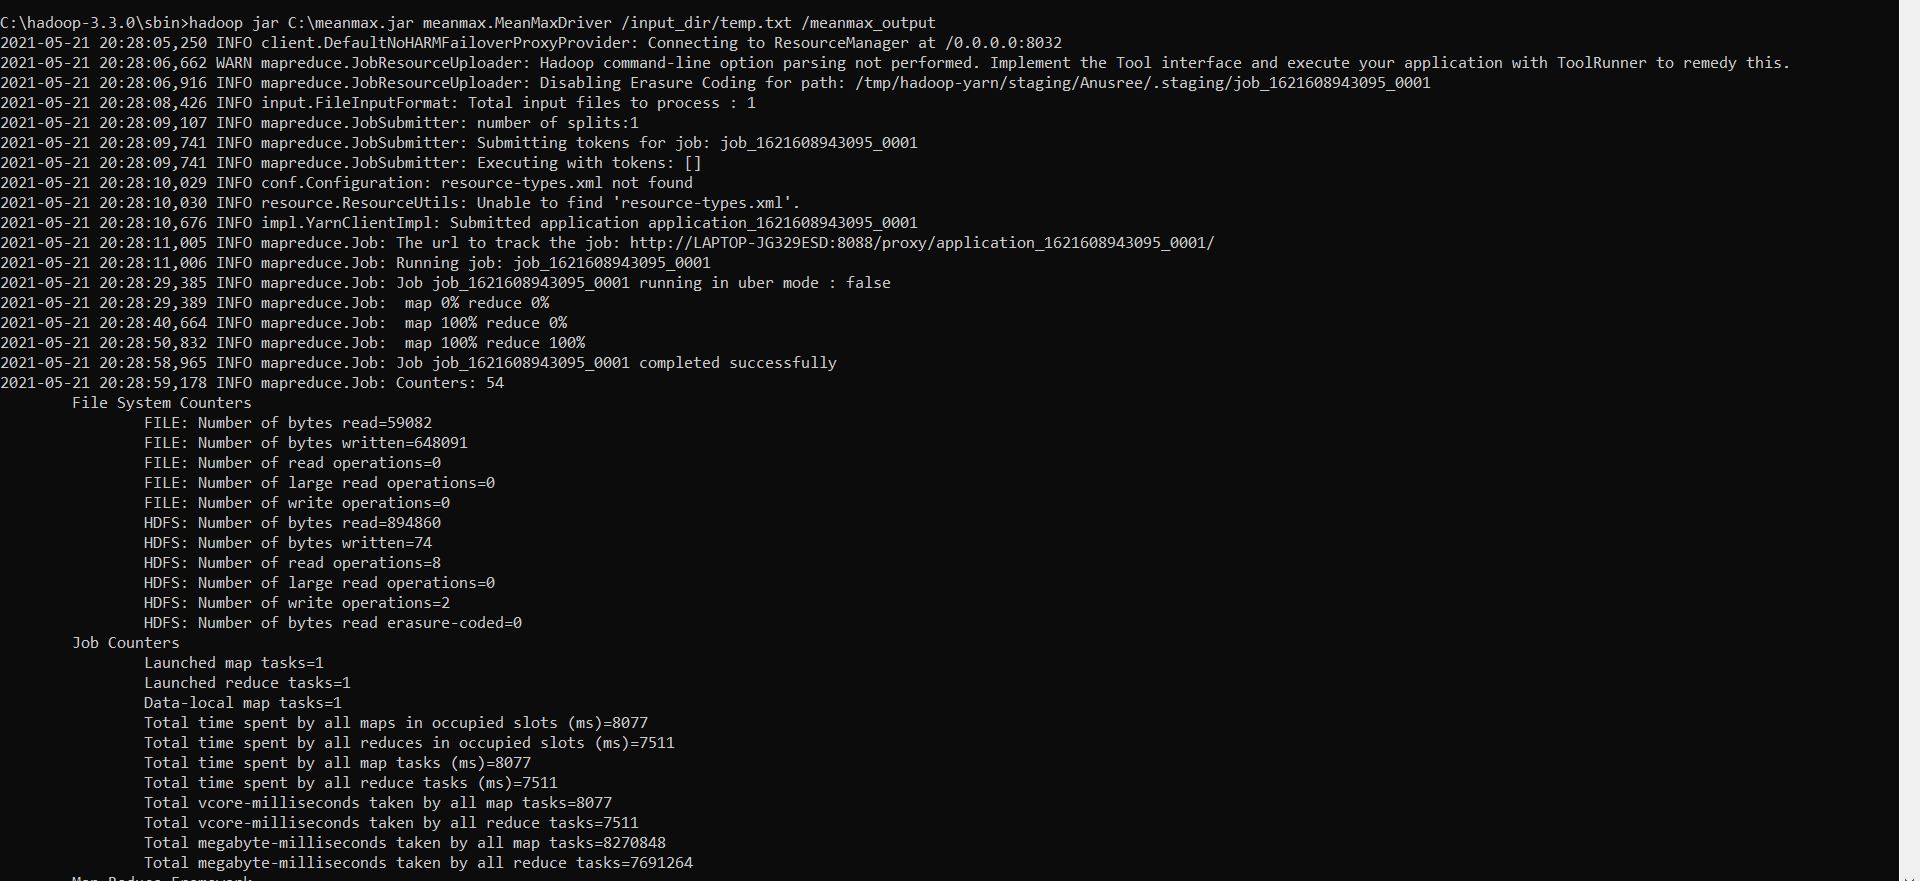 C:\hadoop-3.3.0\sbin>hadoop jar C:\meanmax.jar meanmax.MeanMaxDriver /input_dir/temp.txt /meanmax_output
2021-05-21 20:28:05,250 INFO client.DefaultNoHARMFailoverProxyProvider: Connecting to ResourceManager at /0.0.0.0:8032
2021-05-21 20:28:06,662 WARN mapreduce.JobResourceUploader: Hadoop command-line option parsing not performed. Implement the Tool interface and execute your application with ToolRunner to remedy this.
2021-05-21 20:28:06,916 INFO mapreduce.JobResourceUploader: Disabling Erasure Coding for path: /tmp/hadoop-yarn/staging/Anusree/.staging/job_1621608943095_0001
2021-05-21 20:28:08,426 INFO input.FileInputFormat: Total input files to process : 1
2021-05-21 20:28:09,107 INFO mapreduce.JobSubmitter: number of splits:1
2021-05-21 20:28:09,741 INFO mapreduce.JobSubmitter: Submitting tokens for job: job_1621608943095_0001
2021-05-21 20:28:09,741 INFO mapreduce.JobSubmitter: Executing with tokens: []
2021-05-21 20:28:10,029 INFO conf.Configuration: resource-types.xml not found
2021-05-21 20:28:10,030 INFO resource.ResourceUtils: Unable to find 'resource-types.xml'.
2021-05-21 20:28:10,676 INFO impl.YarnClientImpl: Submitted application application_1621608943095_0001
2021-05-21 20:28:11,005 INFO mapreduce.Job: The url to track the job: http://LAPTOP-JG329ESD:8088/proxy/application_1621608943095_0001/
2021-05-21 20:28:11,006 INFO mapreduce.Job: Running job: job_1621608943095_0001
2021-05-21 20:28:29,385 INFO mapreduce.Job: Job job_1621608943095_0001 running in uber mode : false
2021-05-21 20:28:29,389 INFO mapreduce.Job:  map 0% reduce 0%
2021-05-21 20:28:40,664 INFO mapreduce.Job:  map 100% reduce 0%
2021-05-21 20:28:50,832 INFO mapreduce.Job:  map 100% reduce 100%
2021-05-21 20:28:58,965 INFO mapreduce.Job: Job job_1621608943095_0001 completed successfully
2021-05-21 20:28:59,178 INFO mapreduce.Job: Counters: 54
File System Counters
FILE: Number of bytes read=59082
FILE: Number of bytes written=648091
FILE: Number of read operations=0
FILE: Number of large read operations=0
FILE: Number of write operations=0
HDFS: Number of bytes read=894860
HDFS: Number of bytes written=74
HDFS: Number of read operations=8
HDFS: Number of large read operations=0
HDFS: Number of write operations=2
HDFS: Number of bytes read erasure-coded=0
Job Counters
Launched map tasks=1
Launched reduce tasks=1
Data-local map tasks=1
Total time spent by all maps in occupied slots (ms)=8077
Total time spent by all reduces in occupied slots (ms)=7511
Total time spent by all map tasks (ms)=8077
Total time spent by all reduce tasks (ms)=7511
Total vcore-milliseconds taken by all map tasks=8077
Total vcore-milliseconds taken by all reduce tasks=7511
Total megabyte-milliseconds taken by all map tasks=8270848
Total megabyte-milliseconds taken by all reduce tasks=7691264
Map-Reduce Framework